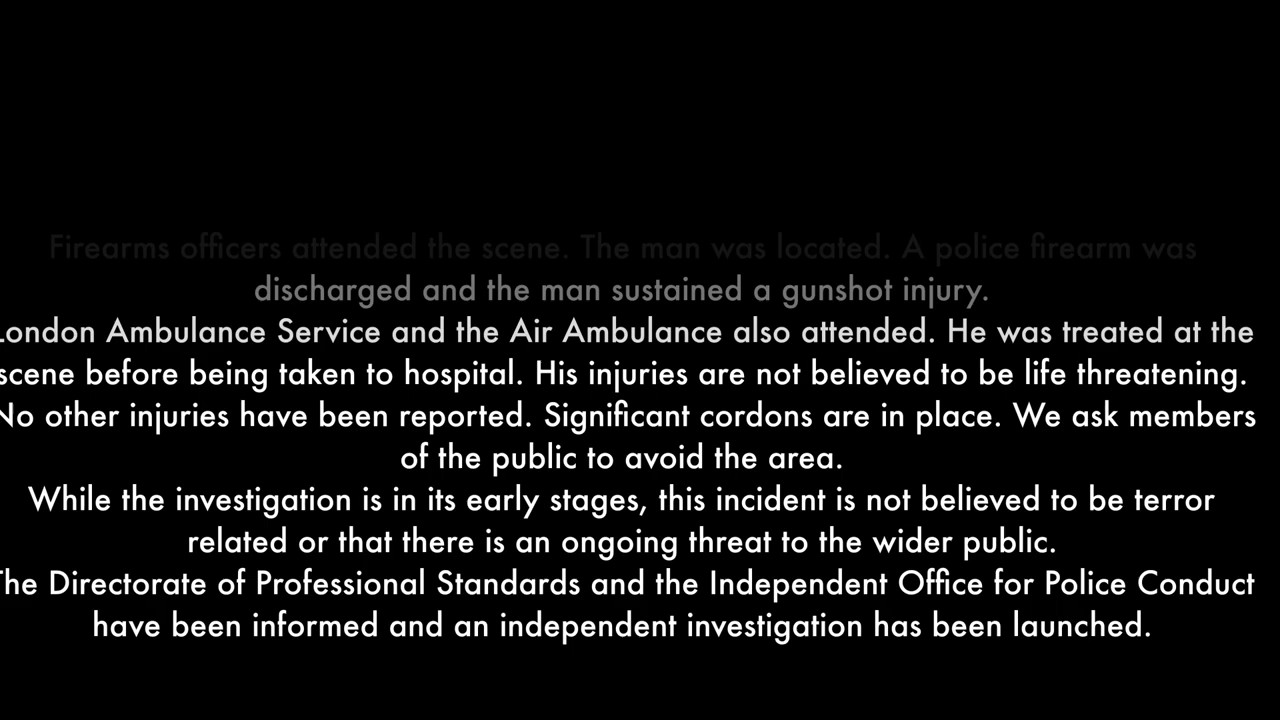 Firearms officers attended the scene. The man was located. A police firearm was
discharged and the man sustained a gunshot injury.
London Ambulance Service and the Air Ambulance also attended. He was treated at the
scene before being taken to hospital. His injuries are not believed to be life threatening.
No other injuries have been reported. Significant cordons are in place. We ask members
of the public to avoid the area.
While the investigation is in its early stages, this incident is not believed to be terror
related or that there is an ongoing threat to the wider public.
The Directorate of Professional Standards and the Independent Office for Police Conduct
have been informed and an independent investigation has been launched.